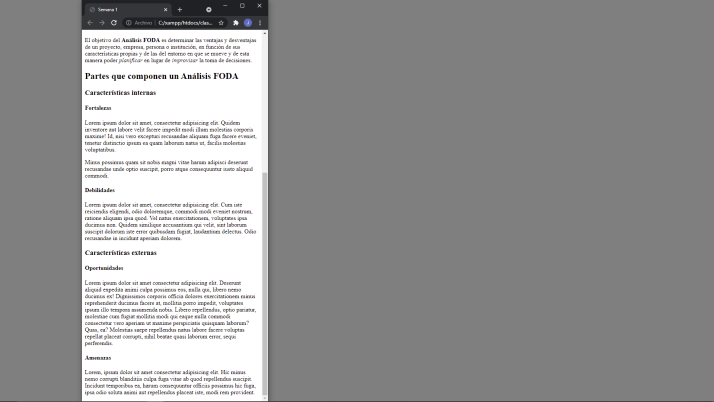 Semana 1
Archivo | C:/xampp/htdocs/clas...
El objetivo del Análisis FODA es determinar las ventajas y desventajas
de un proyecto, empresa, persona o institución, en función de sus
características propias y de las del entorno en que se mueve y de esta
manera poder planificar en lugar de improvisar la toma de decisiones.
Partes que componen un Análisis FODA
Características internas
Fortalezas
Lorem ipsum dolor sit amet, consectetur adipisicing elit. Quidem
inventore aut labore velit facere impedit modi illum molestias corporis
maxime! Id, nisi vero excepturi recusandae aliquam fuga facere eveniet,
tenetur distinctio ipsum ea quam laborum natus ut, facilis molestias
voluptatibus.
Minus possimus quam sit nobis magni vitae harum adipisci deserunt
recusandae unde optio suscipit, porro atque consequuntur iusto aliquid
commodi.
Debilidades
Lorem ipsum dolor sit amet consectetur adipisicing elit. Cum iste
reiciendis eligendi, odio doloremque, commodi modi eveniet nostrum,
ratione aliquam ipsa quod. Vel natus exercitationem, voluptates ipsa
ducimus non. Quidem similique accusantium qui velit, sint laborum
suscipit dolorum iste error quibusdam fugiat, laudantium delectus. Odio
recusandae in incidunt aperiam dolorem.
Características externas
Oportunidades
Lorem ipsum dolor sit amet consectetur adipisicing elit. Deserunt
aliquid expedita animi culpa possimus eos, nulla qui, libero nemo
ducimus ex! Dignissimos corporis officia dolores exercitationem minus
reprehenderit ducimus facere at, mollitia porro impedit, voluptates
ipsum illo tempora assumenda nobis. Libero repellendus, optio pariatur,
molestiae cum fugiat mollitia modi qui eaque nulla commodi
consectetur vero aperiam ut maxime perspiciatis quisquam laborum?
Quas, ea? Molestias saepe repellendus natus labore facere voluptas
repellat placeat corrupti, nihil beatae quasi laborum error, sequi
perferendis.
Amenazas
Lorem, ipsum dolor sit amet consectetur adipisicing elit. Hic minus
nemo corrupti blanditiis culpa fuga vitae ab quod repellendus suscipit.
Incidunt temporibus ea, harum consequuntur officiis possimus hic fuga,
ipsa odio soluta animi aut repellendus placeat iste, modi rem provident.